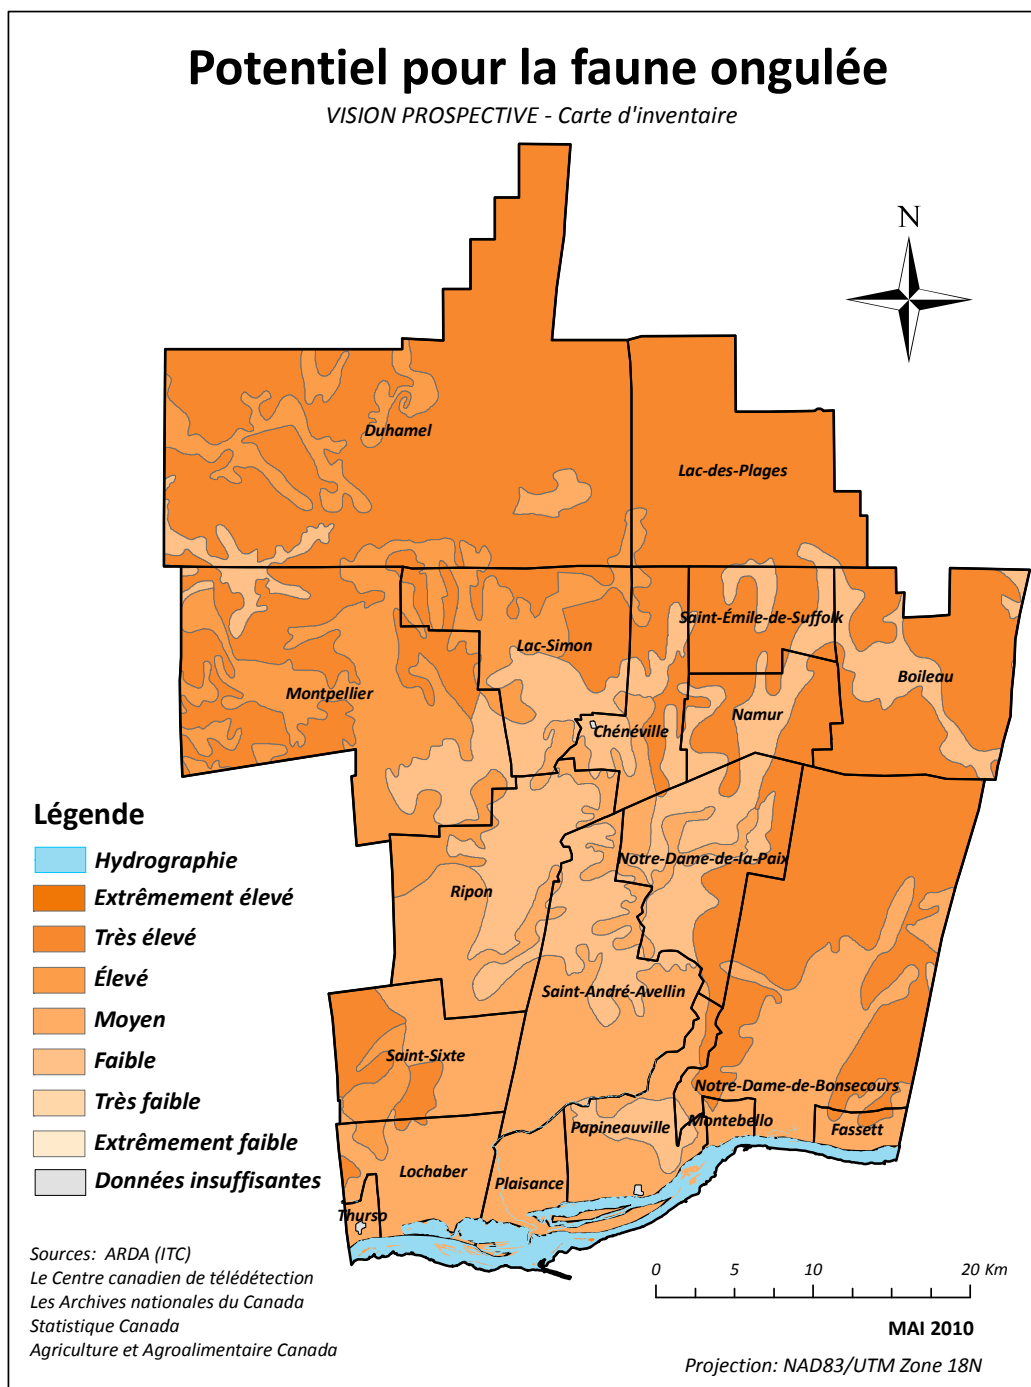 Potentiel pour la faune ongulée
VISION PROSPECTIVE - Carte d'inventaire
N
Duhamel
Lac-des-Plages
Saint-Émile-de-Suffolk
Lac-Simon
Boileau
Montpellier
Namur
Chénéville
Notre-Dame-de-la-Paix
Ripon
Saint-André-Avellin
Saint-Sixte
Notre-Dame-de-Bonsecours
Papineauville
Montebello
Fassett
Lochaber
Plaisance
Thurso
Légende
Hydrographie
Extrêmement élevé
Très élevé
Élevé
Moyen
Faible
Très faible
Extrêmement faible
Données insuffisantes
Sources: ARDA (ITC)
Le Centre canadien de télédétection
Les Archives nationales du Canada
Statistique Canada
Agriculture et Agroalimentaire Canada
0 5 10 20 Km
MAI 2010
Projection: NAD83/UTM Zone 18N